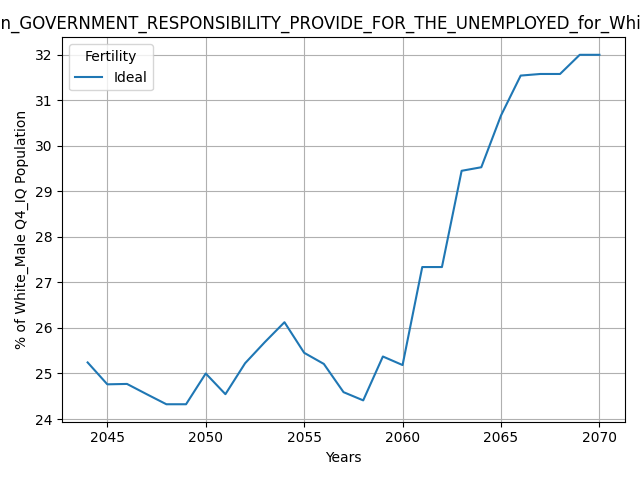 n_GOVERNMENT_RESPONSIBILITY_PROVIDE_FOR_THE_UNEMPLOYED_for_Whi
Fertility
Ideal
% of White_Male Q4_IQ Population
32
31
30
29
28
27
26
25
24
2045 2050 2055 2060 2065 2070
Years